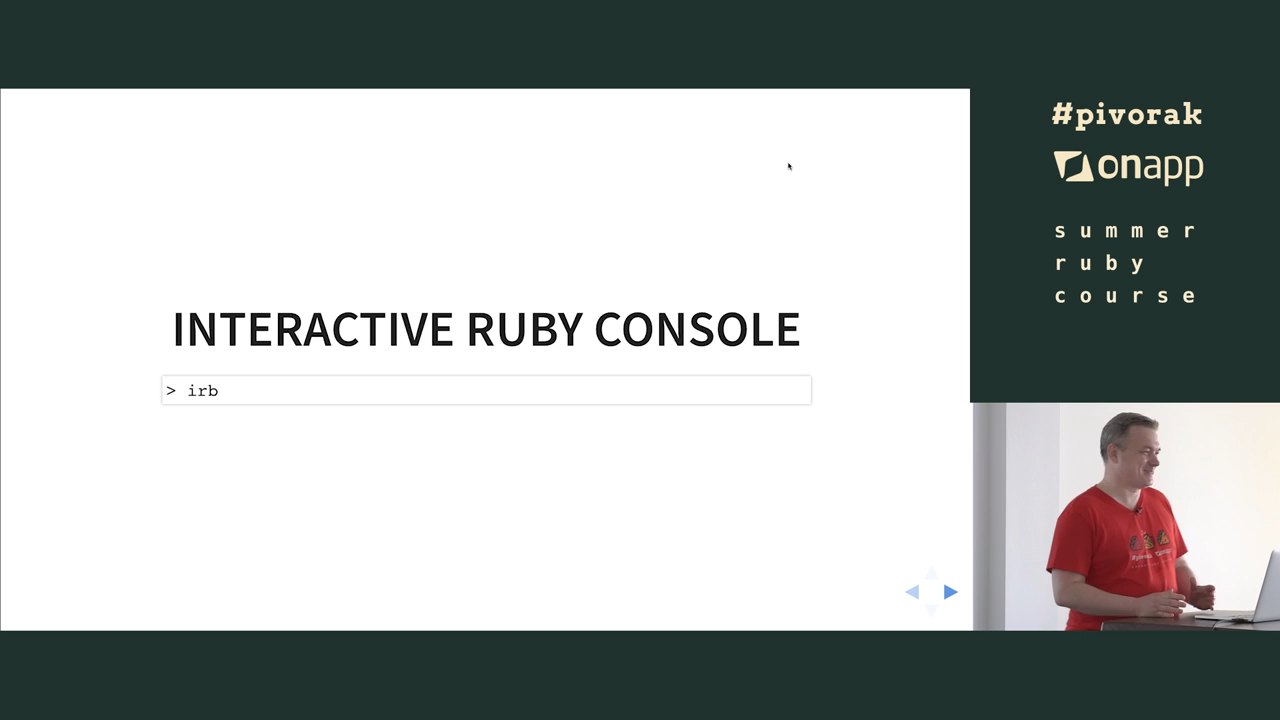 INTERACTIVE RUBY CONSOLE
> irb
#pivorak
onapp
summer
ruby
course